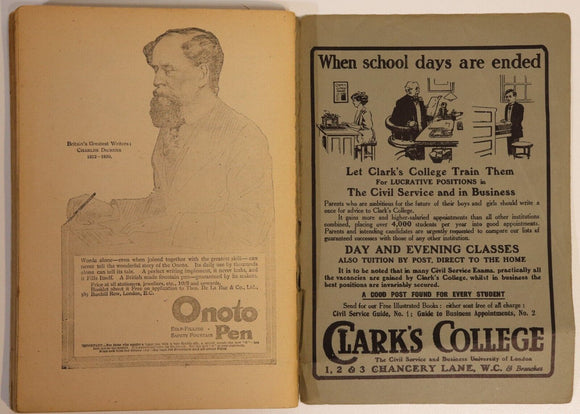 Britain's Greatest Writers:
CHARLES DICKENS
1812-1870.
Words alone—even when joined together with the greatest skill—can
never tell the wonderful story of the Onoto. Its daily use by thousands
alone can tell its tale. A perfect writing implement, it never leaks, and
it Fills Itself. A British made fountain pen—guaranteed by its makers.
Price at all stationers, jewellers, etc., 10/6 and onwards.
Booklet about it Free on application to Thos. De La Rue & Co., Ltd.,
Bunhill Row, London, E.C.
Onoto
SELF-FILLING
SAFETY FOUNTAIN
Pen
When school days are ended
Let Clark's College Train Them
For LUCRATIVE POSITIONS in
The Civil Service and in Business
Parents who are ambitious for the future of their boys and girls should write at
once for advice to Clark's College.
It gains more and higher-salaried appointments than all other institutions
combined, placing over 4,000 students per year into good appointments.
Parents and intending candidates are urgently requested to compare our lists of
guaranteed successes with those of any other institution.
DAY AND EVENING CLASSES
ALSO TUITION BY POST, DIRECT TO THE HOME
It is to be noted that in many Civil Service Exams. practically all
the vacancies are gained by Clark's College, whilst in business the
best positions are invariably secured.
A GOOD POST FOUND FOR EVERY STUDENT
Send for our Free Illustrated Books: either sent free of all charge:
Civil Service Guide, No. 1; Guide to Business Appointments, No. 2
CLARK'S COLLEGE
The Civil Service and Business University of London
1, 2 & 3 CHANCERY LANE, W.C. & Branches